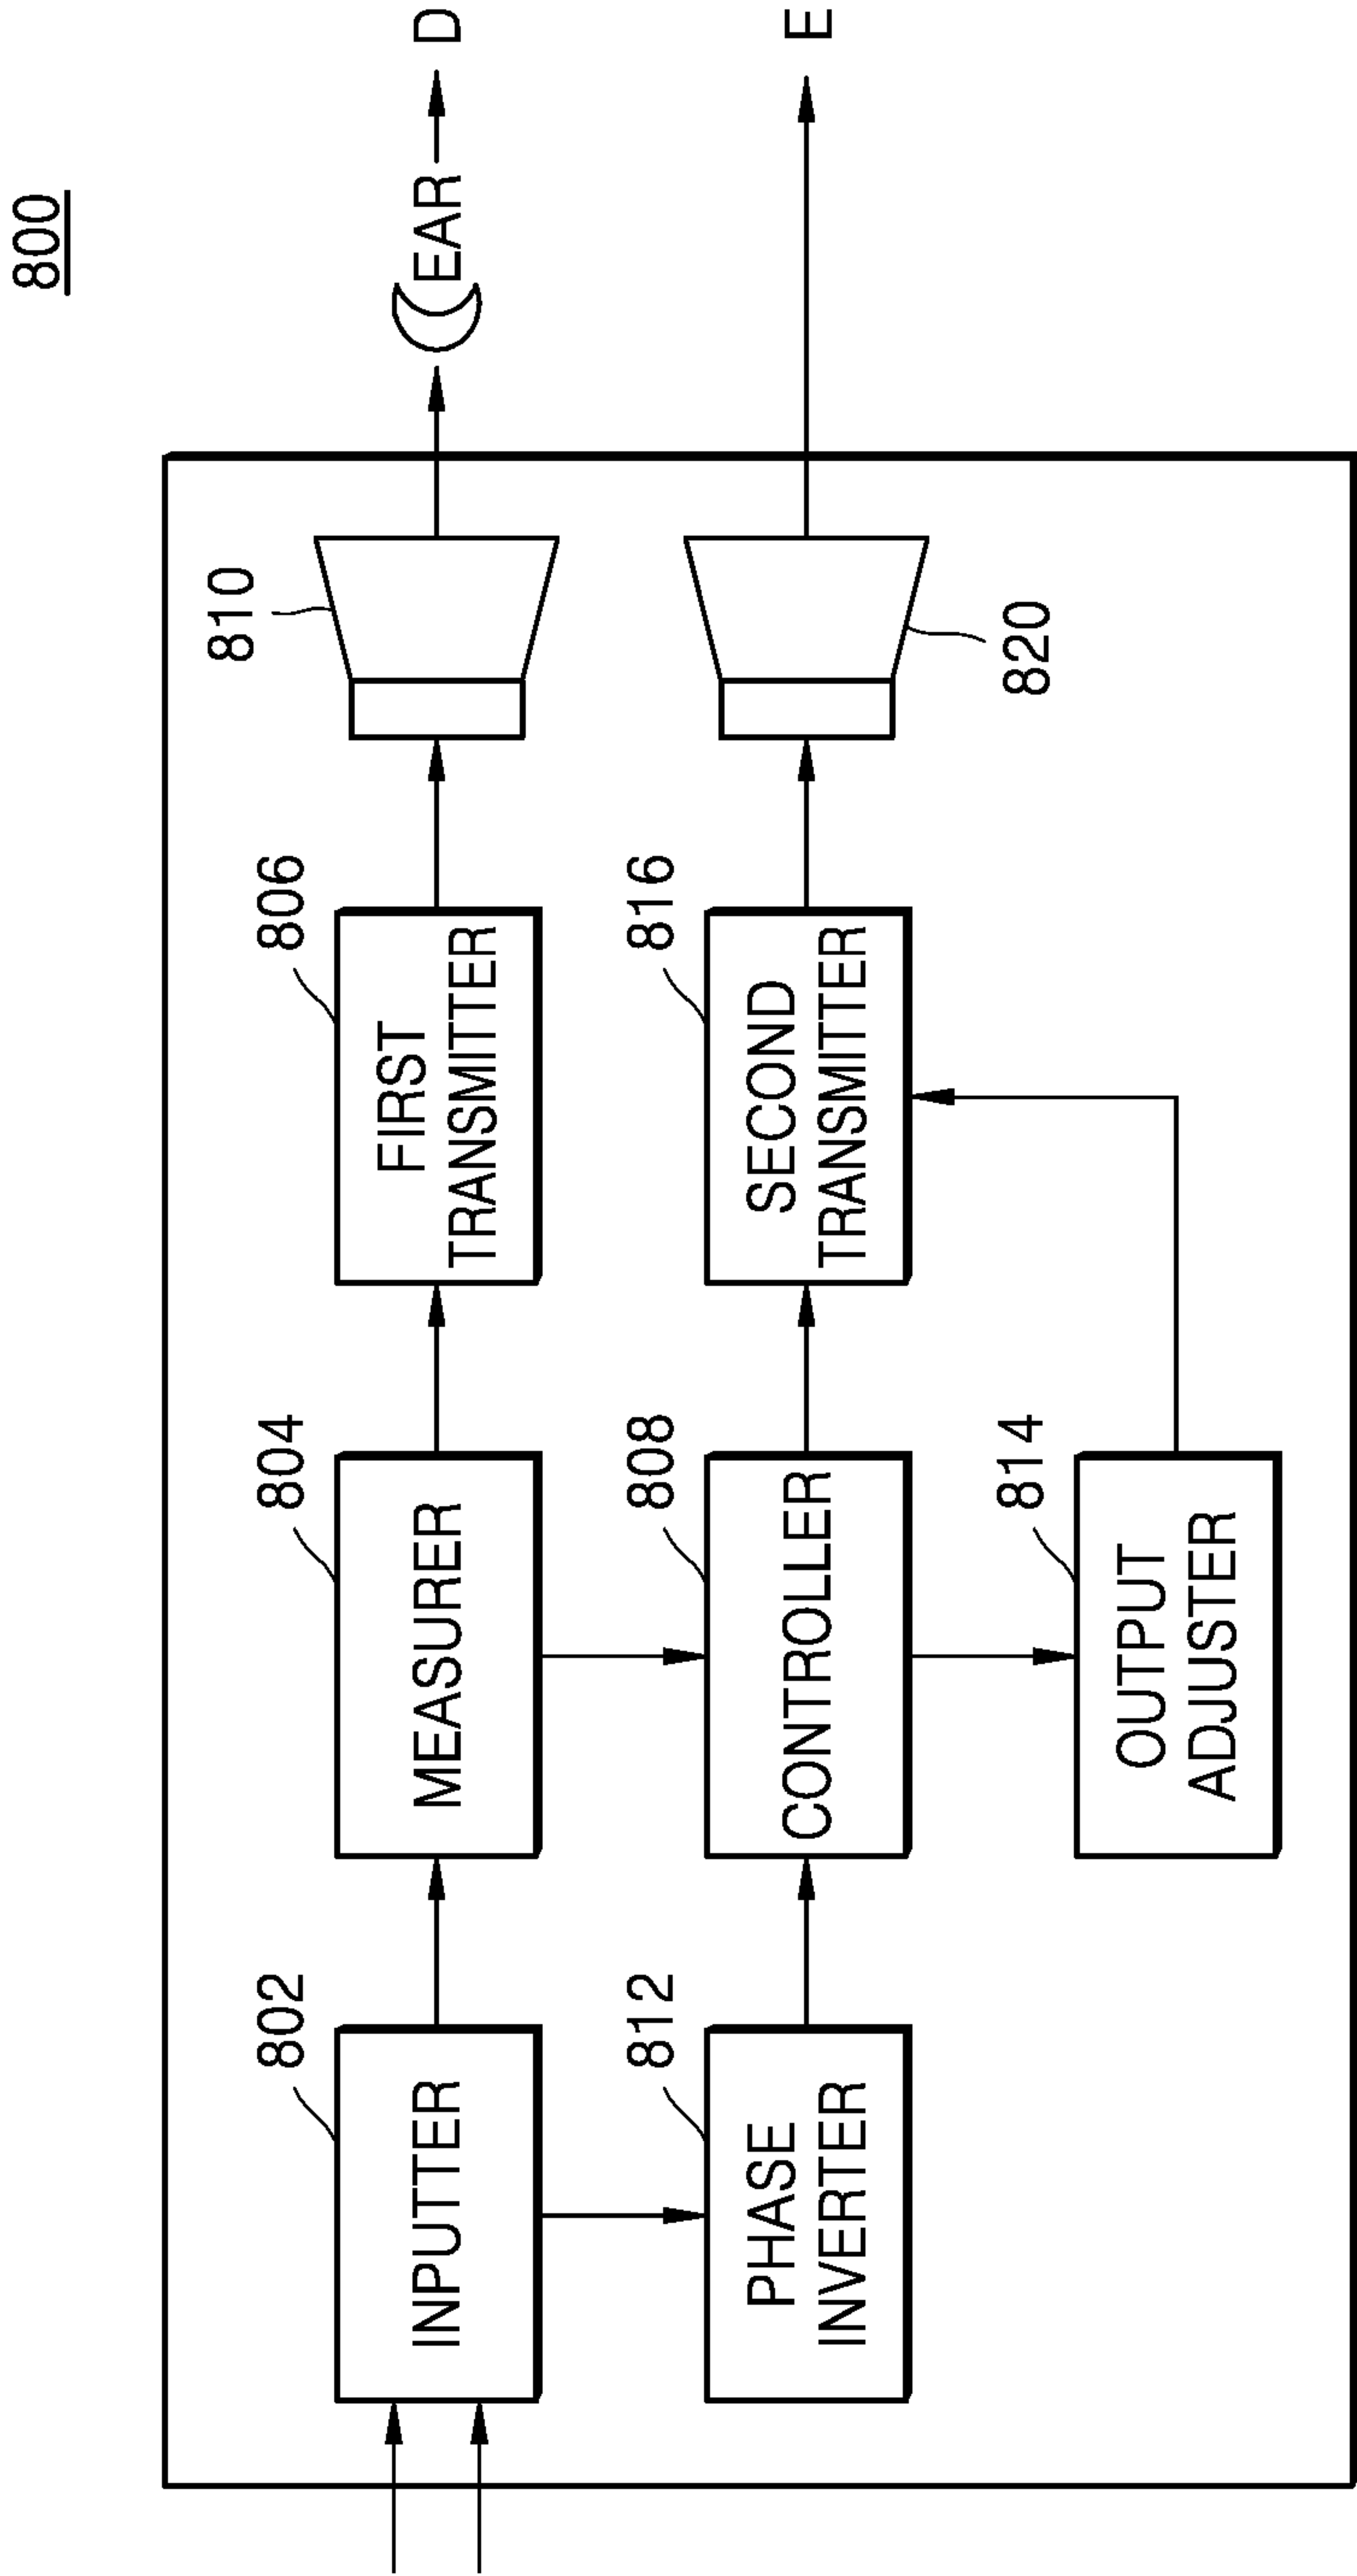 800
802
804
806
810
INPUTTER
MEASURER
FIRST
TRANSMITTER
EAR
D
812
808
816
PHASE
INVERTER
CONTROLLER
SECOND
TRANSMITTER
E
814
820
OUTPUT
ADJUSTER